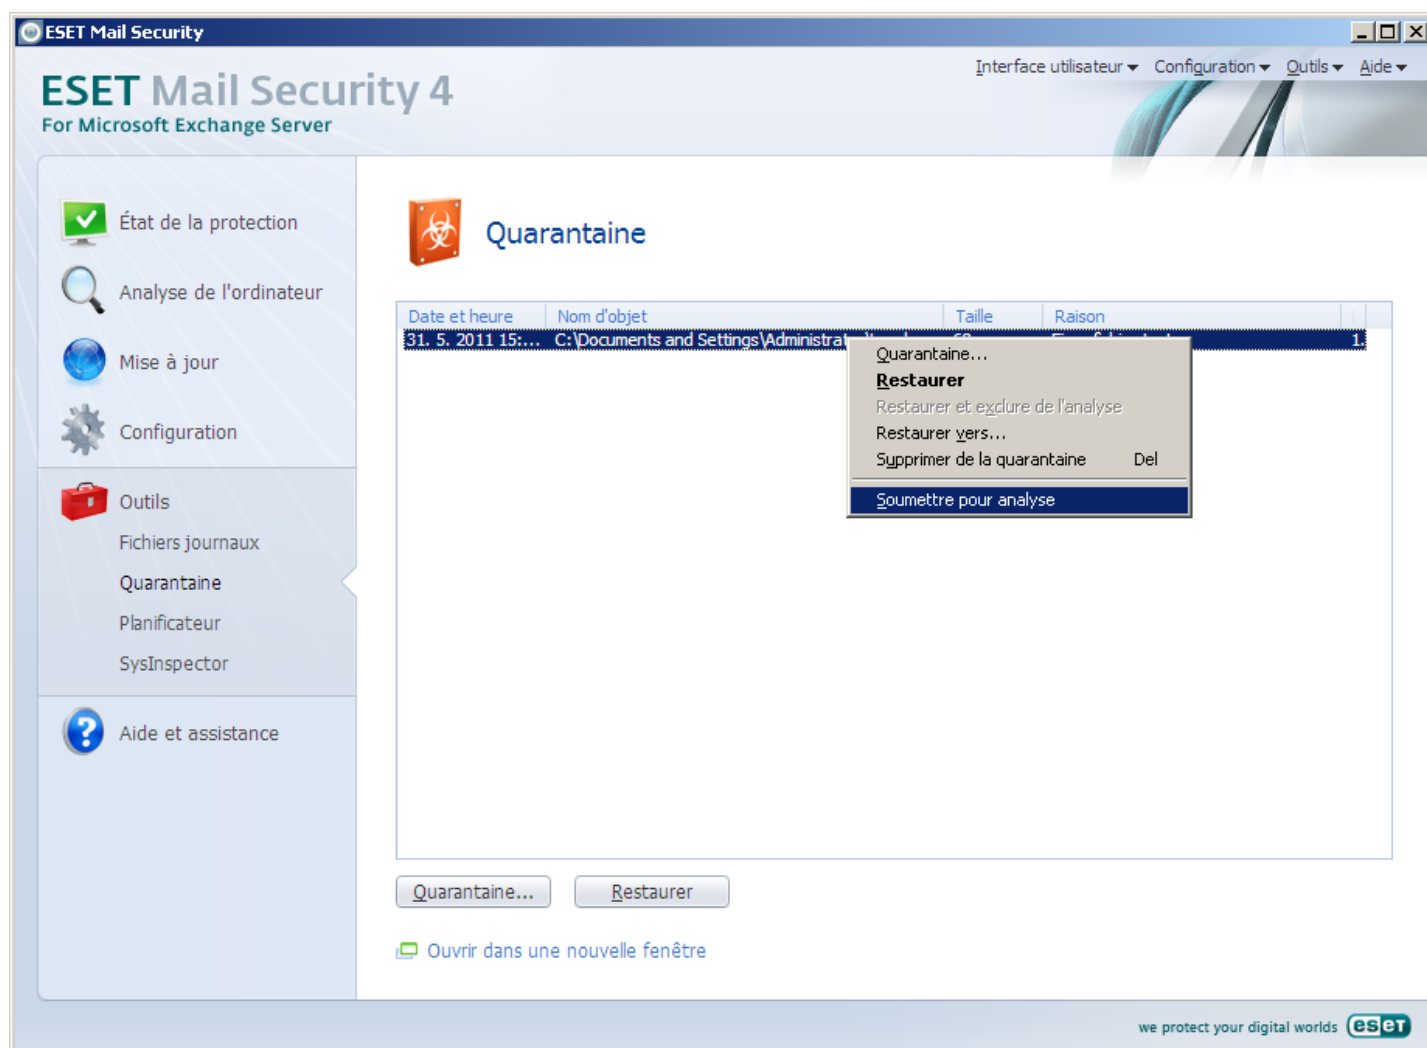 ESET Mail Security
Interface utilisateur Configuration Outils Aide
ESET Mail Security 4
For Microsoft Exchange Server
État de la protection
Analyse de l'ordinateur
Mise à jour
Configuration
Outils
Fichiers journaux
Quarantaine
Planificateur
SysInspector
Aide et assistance
Quarantaine
Date et heure Nom d'objet Taille Raison
31. 5. 2011 15:... C:\Documents and Settings\Administrat 1.
Quarantaine...
Restaurer
Restaurer et exclure de l'analyse
Restaurer vers...
Supprimer de la quarantaine Del
Soumettre pour analyse
Quarantaine... Restaurer
Ouvrir dans une nouvelle fenêtre
we protect your digital worlds eset